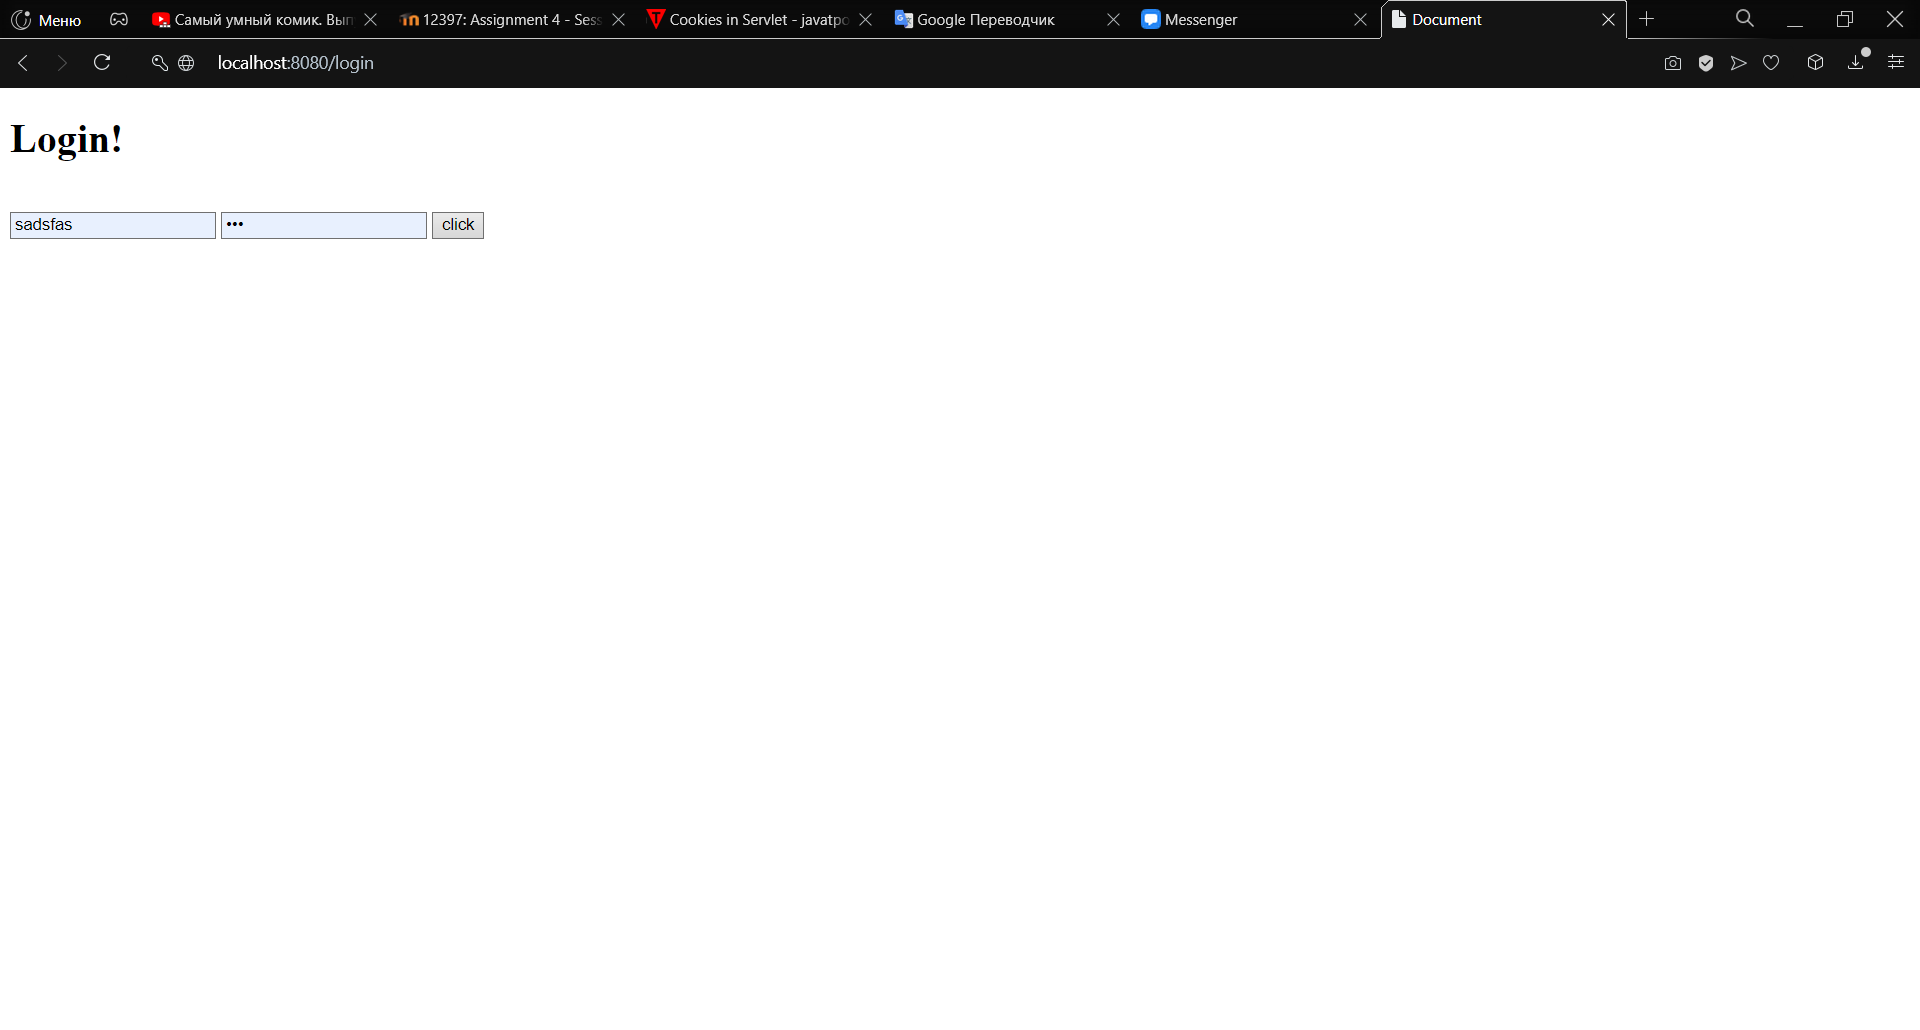 Меню
Самый умный комик. Вып
12397: Assignment 4 - Sess
Cookies in Servlet - javatpo
Google Переводчик
Messenger
Document
localhost:8080/login
Login!
sadsfas ••• click